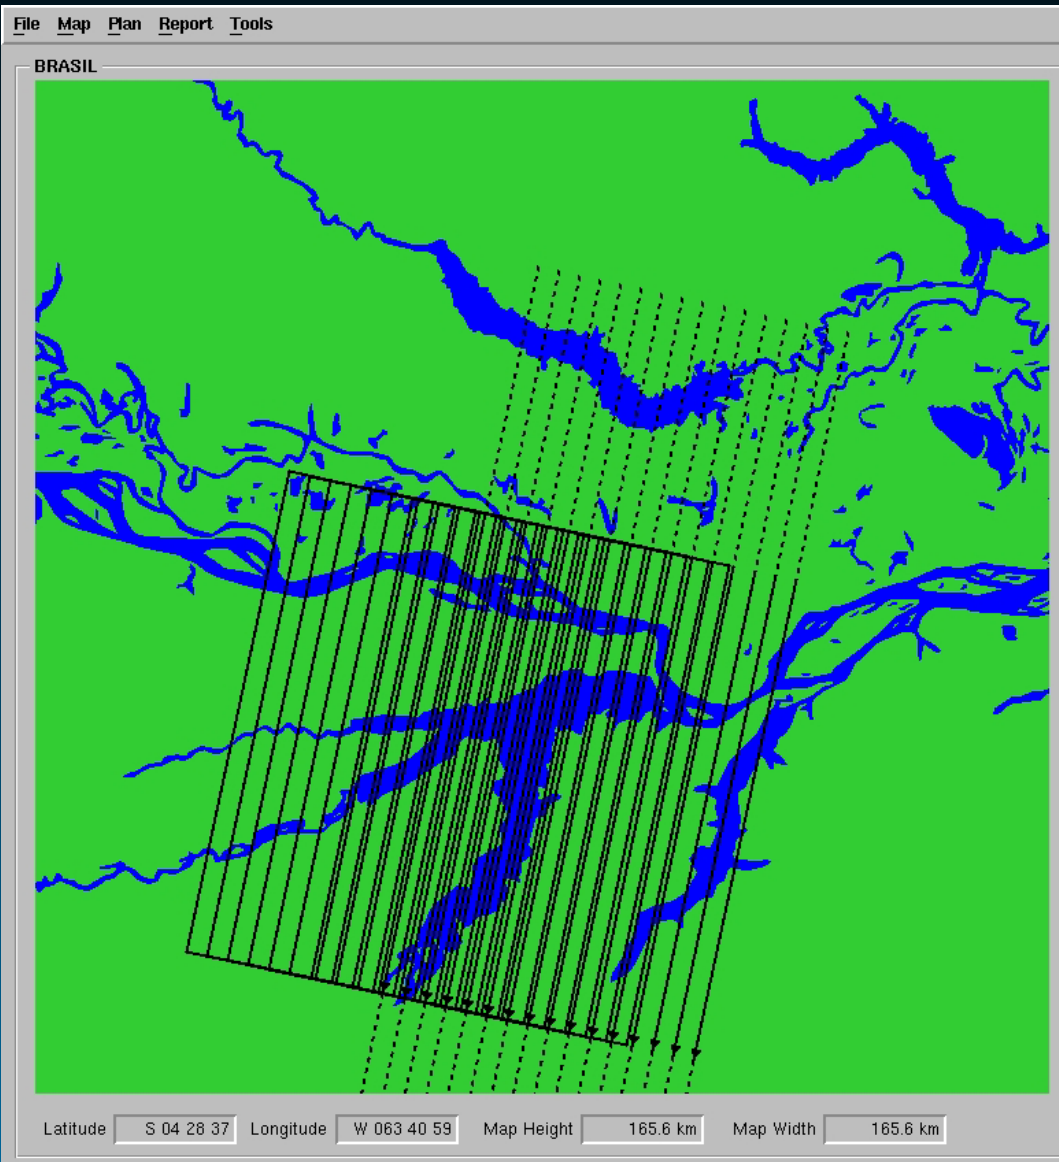 File Map Plan Report Tools
BRASIL
Latitude S 04 28 37 Longitude W 063 40 59 Map Height 165.6 km Map Width 165.6 km